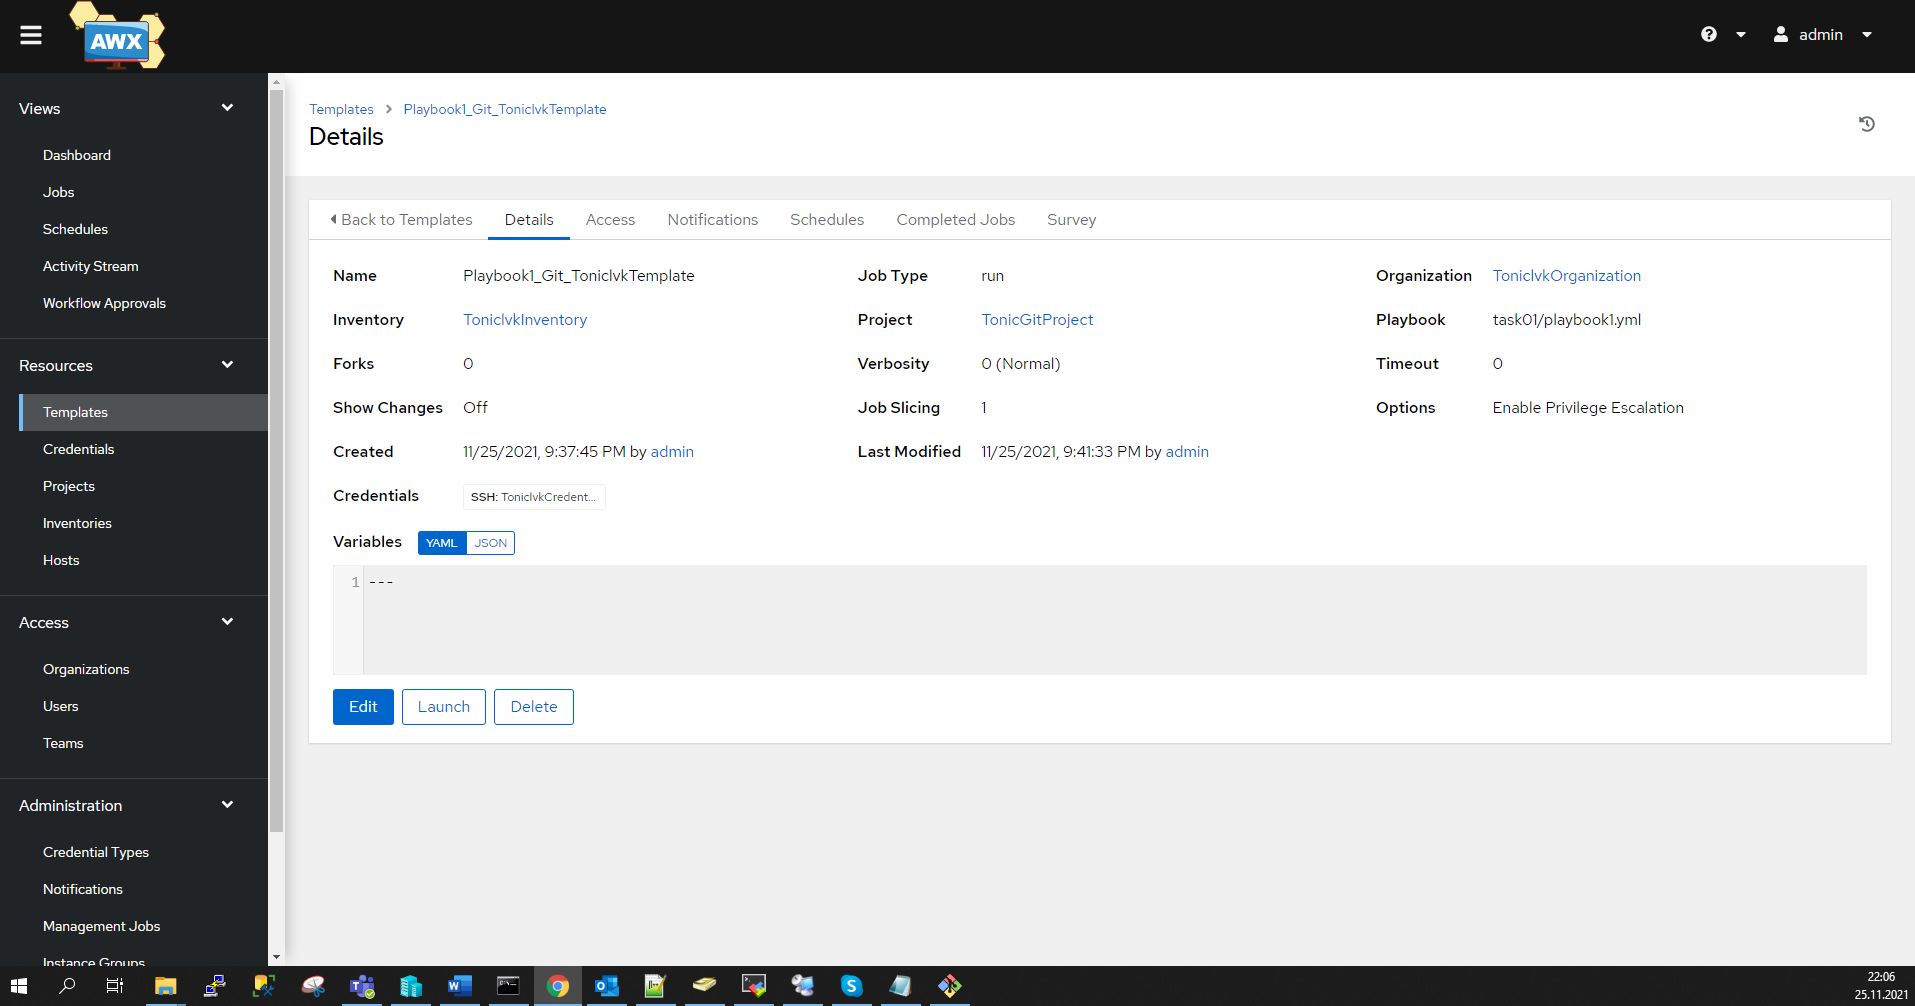 AWX
admin
Views
Dashboard
Jobs
Schedules
Activity Stream
Workflow Approvals
Resources
Templates
Credentials
Projects
Inventories
Hosts
Access
Organizations
Users
Teams
Administration
Credential Types
Notifications
Management Jobs
Instance Groups
Templates > Playbook1_Git_TonicIvkTemplate
Details
Back to Templates Details Access Notifications Schedules Completed Jobs Survey
Name Playbook1_Git_TonicIvkTemplate Job Type run Organization TonicIvkOrganization
Inventory TonicIvkInventory Project TonicGitProject Playbook task01/playbook1.yml
Forks 0 Verbosity 0 (Normal) Timeout 0
Show Changes Off Job Slicing 1 Options Enable Privilege Escalation
Created 11/25/2021, 9:37:45 PM by admin Last Modified 11/25/2021, 9:41:33 PM by admin
Credentials SSH: TonicIvkCredent...
Variables YAML JSON
1 ---
Edit Launch Delete
22:06
25.11.2021